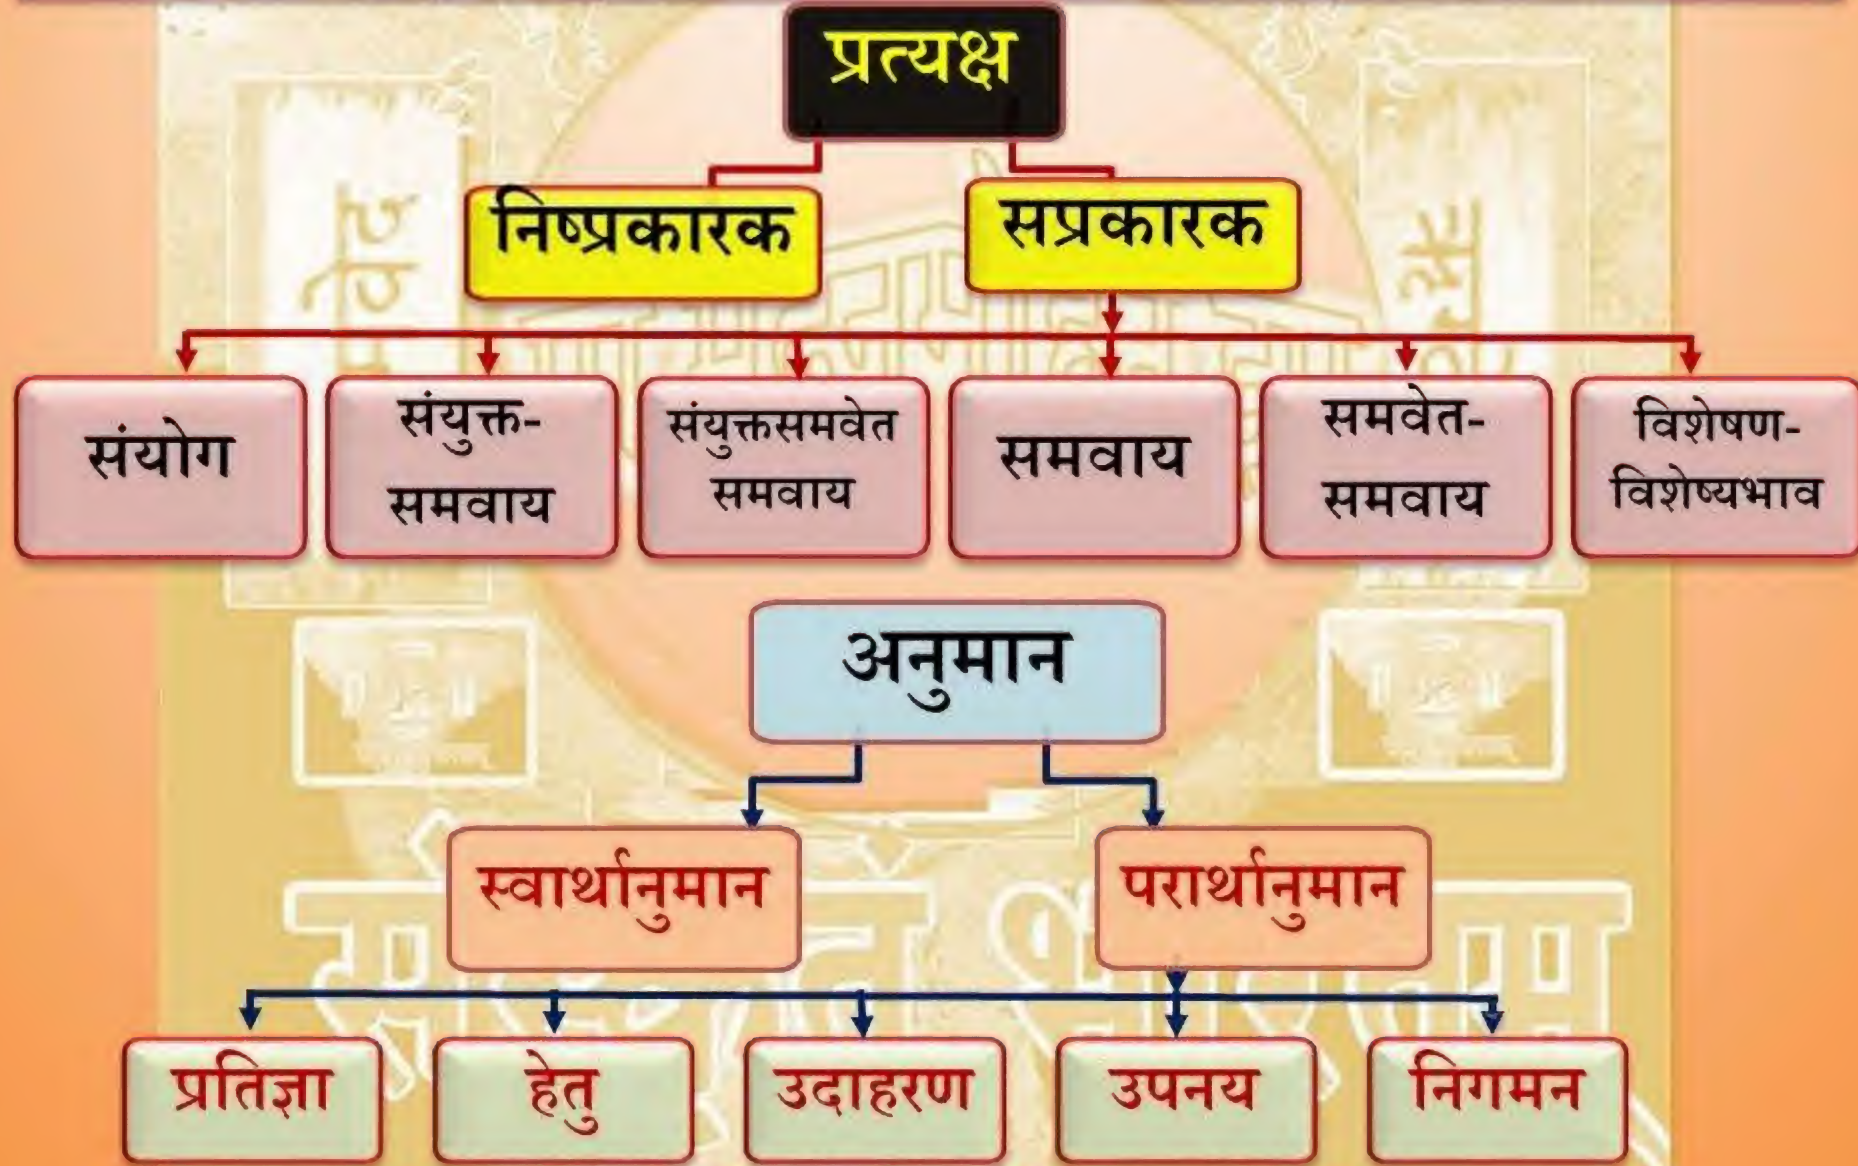 प्रत्यक्ष
निष्प्रकारक
सप्रकारक
संयोग
संयुक्त-
समवाय
संयुक्तसमवेत
समवाय
समवाय
समवेत-
समवाय
विशेषण-
विशेष्यभाव
अनुमान
स्वार्थानुमान
परार्थानुमान
प्रतिज्ञा
हेतु
उदाहरण
उपनय
निगमन